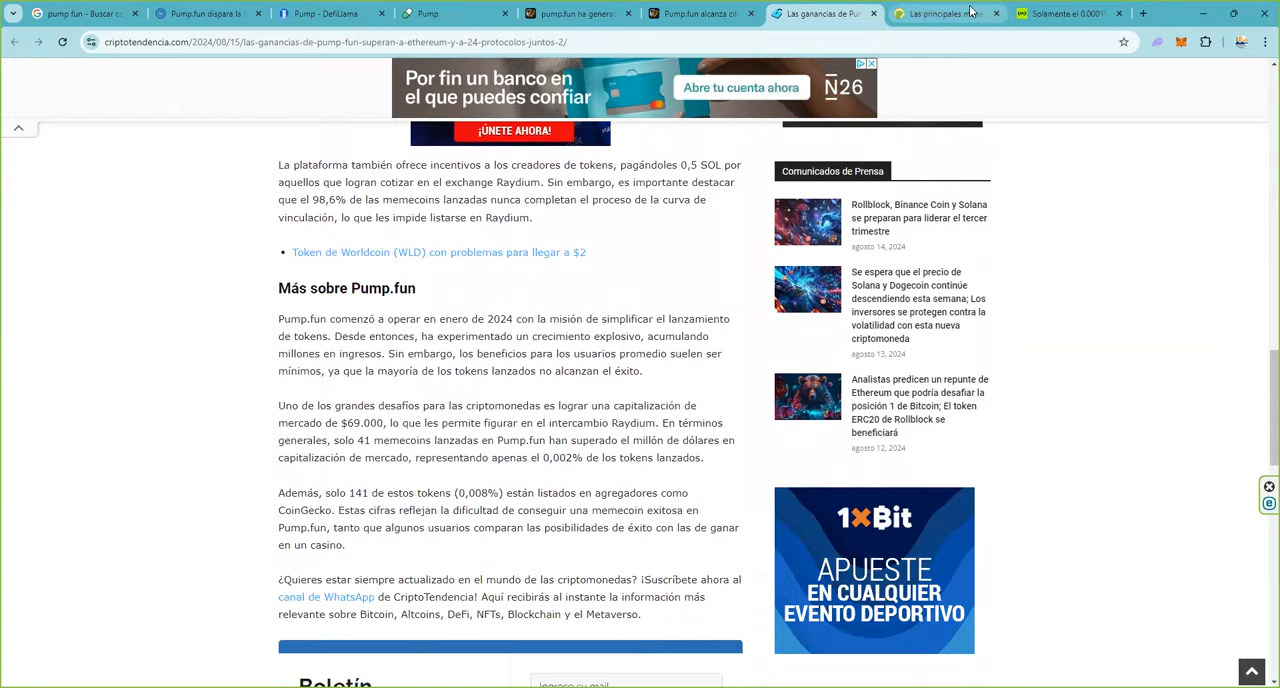 pump fun - Buscar co
Pump.fun dispara la
Pump - DefiLlama
Pump
pump.fun ha generad
Pump.fun alcanza cif
Las ganancias de Pum
Las principales
Solamente el 0.0001
criptotendencia.com/2024/08/15/las-ganancias-de-pump-fun-superan-a-ethereum-y-a-24-protocolos-juntos-2/
Por fin un banco en
el que puedes confiar
Abre tu cuenta ahora
N26
¡ÚNETE AHORA!
La plataforma también ofrece incentivos a los creadores de tokens, pagándoles 0,5 SOL por
aquellos que logran cotizar en el exchange Raydium. Sin embargo, es importante destacar
que el 98,6% de las memecoins lanzadas nunca completan el proceso de la curva de
vinculación, lo que les impide listarse en Raydium.
• Token de Worldcoin (WLD) con problemas para llegar a $2
Más sobre Pump.fun
Pump.fun comenzó a operar en enero de 2024 con la misión de simplificar el lanzamiento
de tokens. Desde entonces, ha experimentado un crecimiento explosivo, acumulando
millones en ingresos. Sin embargo, los beneficios para los usuarios promedio suelen ser
mínimos, ya que la mayoría de los tokens lanzados no alcanzan el éxito.
Uno de los grandes desafíos para las criptomonedas es lograr una capitalización de
mercado de $69.000, lo que les permite figurar en el intercambio Raydium. En términos
generales, solo 41 memecoins lanzadas en Pump.fun han superado el millón de dólares en
capitalización de mercado, representando apenas el 0,002% de los tokens lanzados.
Además, solo 141 de estos tokens (0,008%) están listados en agregadores como
CoinGecko. Estas cifras reflejan la dificultad de conseguir una memecoin exitosa en
Pump.fun, tanto que algunos usuarios comparan las posibilidades de éxito con las de ganar
en un casino.
¿Quieres estar siempre actualizado en el mundo de las criptomonedas? ¡Suscríbete ahora al
canal de WhatsApp de CriptoTendencia! Aquí recibirás al instante la información más
relevante sobre Bitcoin, Altcoins, DeFi, NFTs, Blockchain y el Metaverso.
Boletín
ingrese su mail
Comunicados de Prensa
Rollblock, Binance Coin y Solana
se preparan para liderar el tercer
trimestre
agosto 14, 2024
Se espera que el precio de
Solana y Dogecoin continúe
descendiendo esta semana; Los
inversores se protegen contra la
volatilidad con esta nueva
criptomoneda
agosto 13, 2024
Analistas predicen un repunte de
Ethereum que podría desafiar la
posición 1 de Bitcoin; El token
ERC20 de Rollblock se
beneficiará
agosto 12, 2024
1XBit
APUESTE
EN CUALQUIER
EVENTO DEPORTIVO